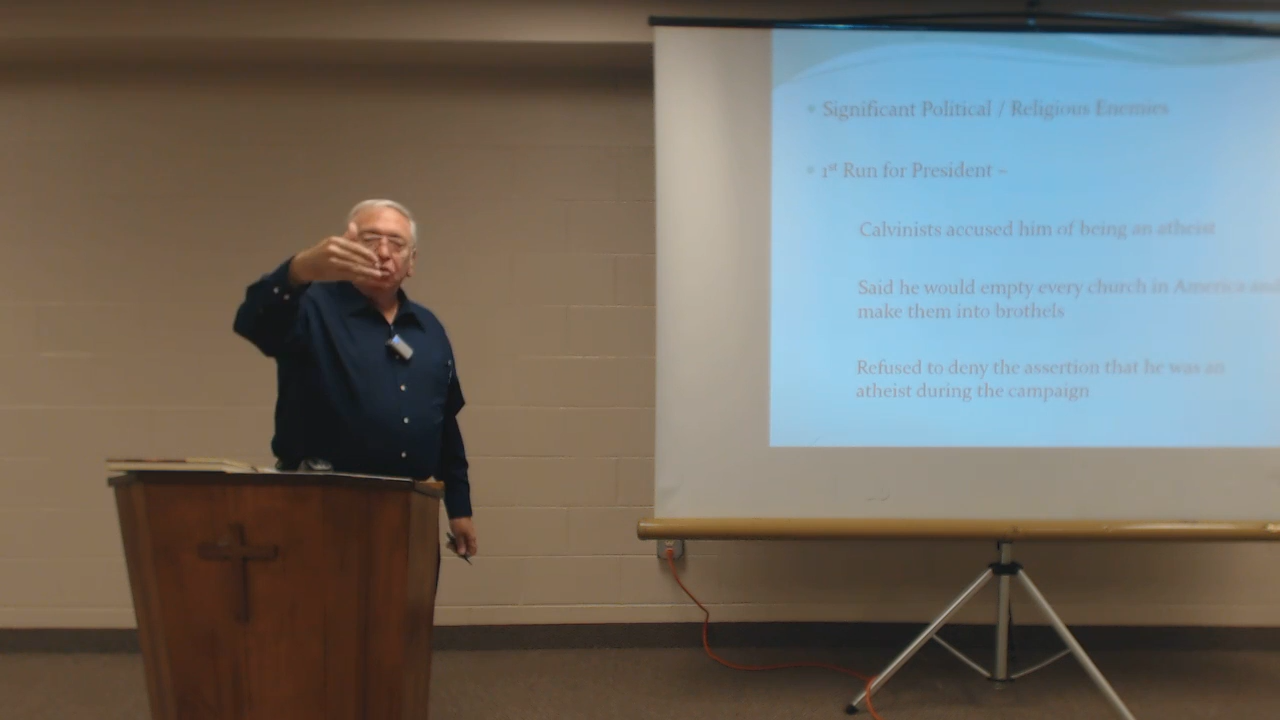 Significant Political / Religious Enemies
1st Run for President –
Calvinists accused him of being an atheist
Said he would empty every church in America and
make them into brothels
Refused to deny the assertion that he was an
atheist during the campaign